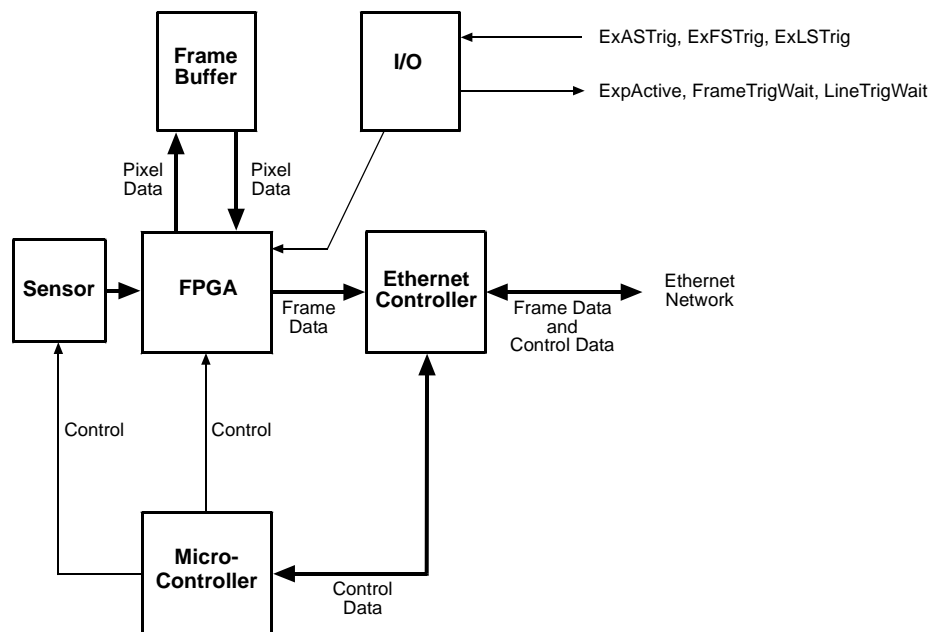 Frame
Buffer
I/O
ExASTrig, ExFSTrig, ExLSTrig
ExpActive, FrameTrigWait, LineTrigWait
Pixel
Data
Pixel
Data
Sensor
FPGA
Ethernet
Controller
Ethernet
Network
Frame
Data
Frame Data
and
Control Data
Control
Control
Micro-
Controller
Control
Data